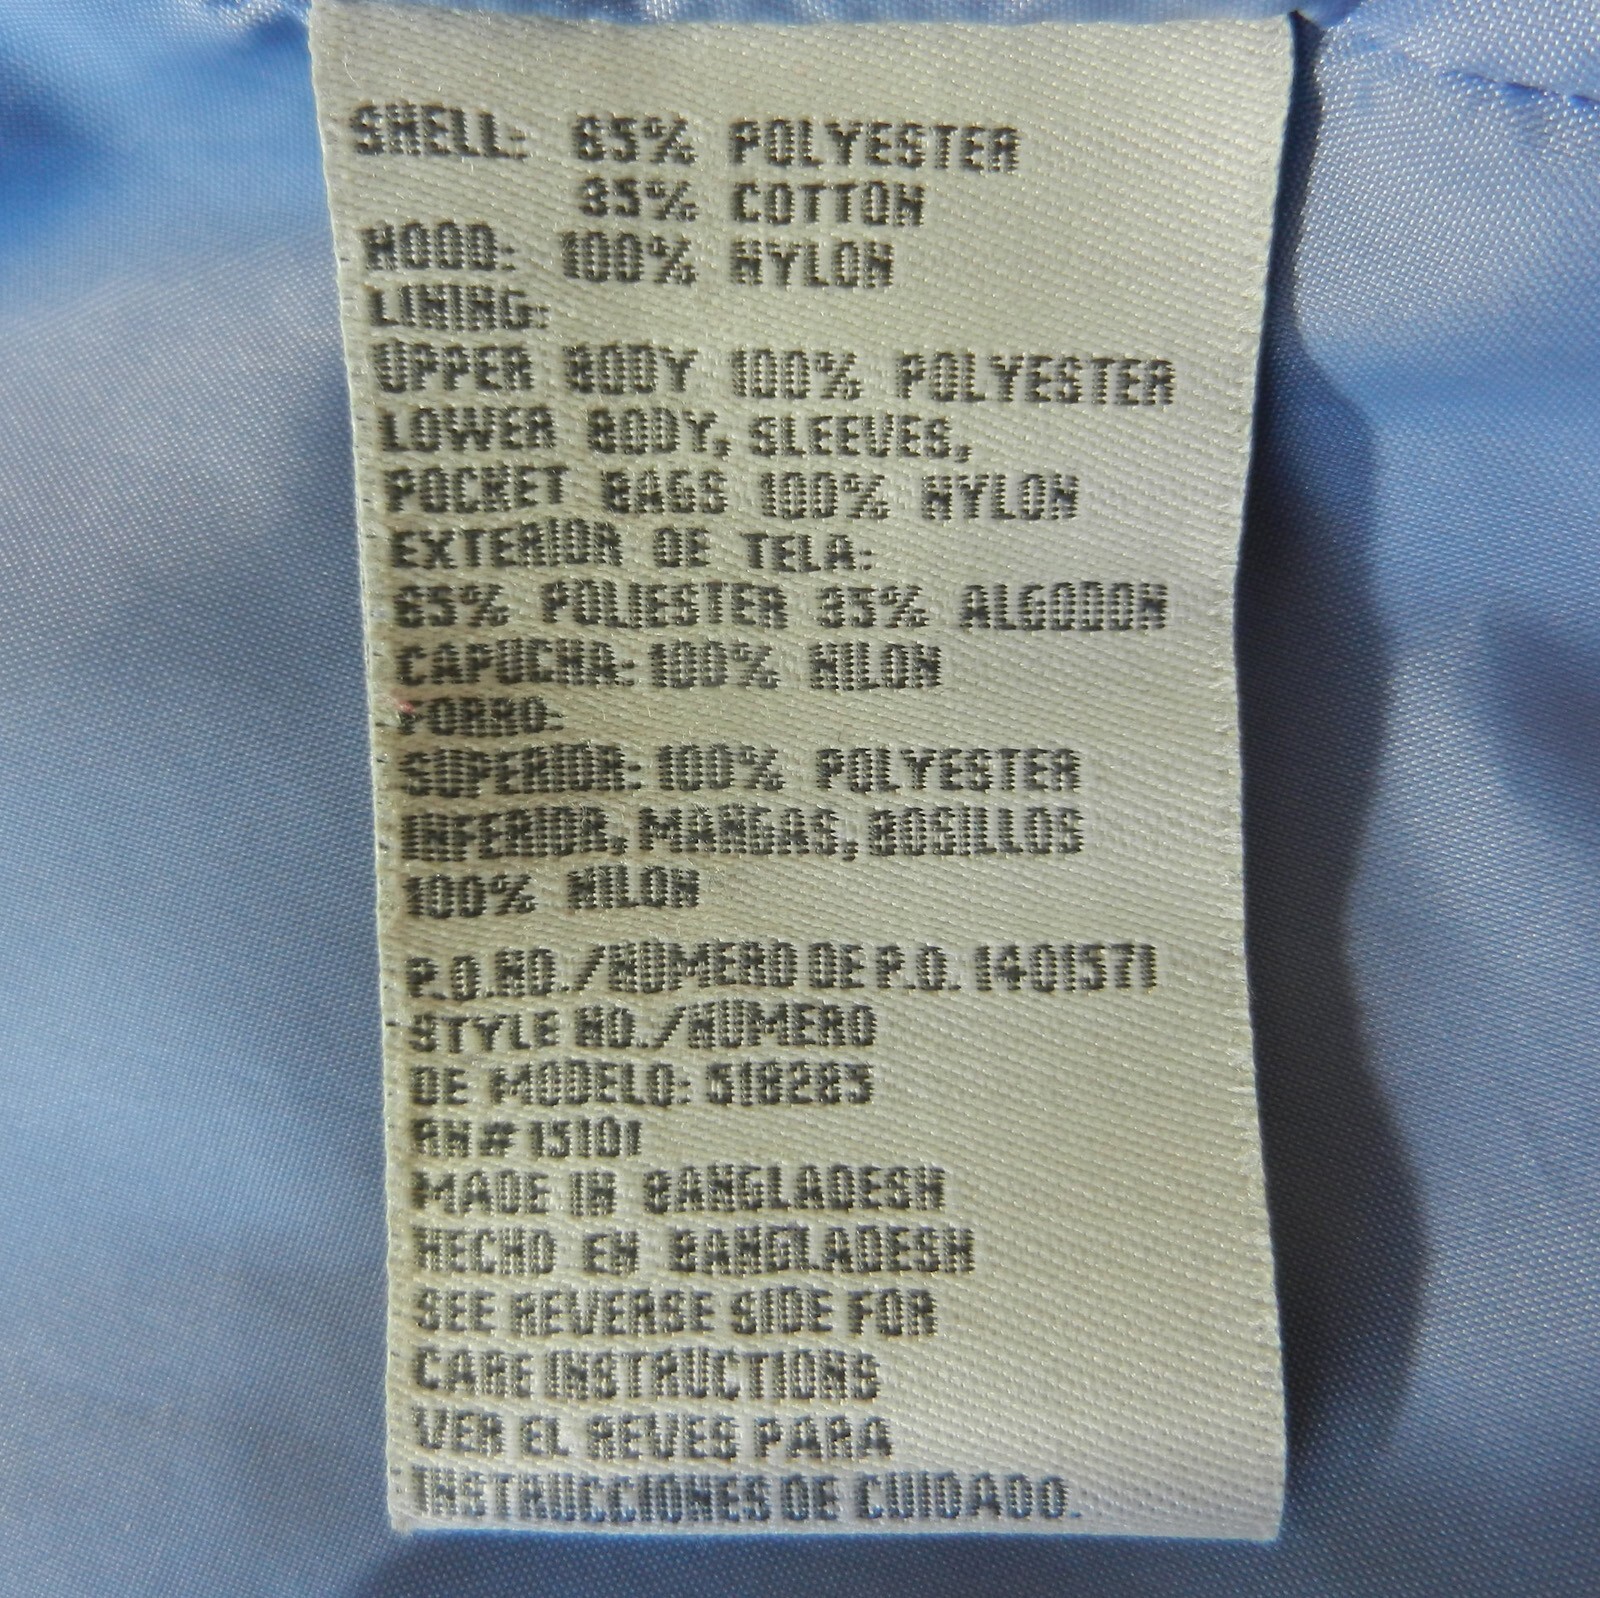 SHELL: 65% POLYESTER
35% COTTON
HOOD: 100% NYLON
LINING:
UPPER BODY 100% POLYESTER
LOWER BODY, SLEEVES,
POCKET BAGS 100% NYLON
EXTERIOR DE TELA:
65% POLIESTER 35% ALGODON
CAPUCHA: 100% NILON
FORRO:
SUPERIOR: 100% POLYESTER
INFERIOR, MANGAS, BOSILLOS
100% NILON
P.O.NO./NUMERO DE P.O. 1401571
STYLE NO./NUMERO
DE MODELO: 518285
RN# 15101
MADE IN BANGLADESH
HECHO EN BANGLADESH
SEE REVERSE SIDE FOR
CARE INSTRUCTIONS
VER EL REVES PARA
INSTRUCCIONES DE CUIDADO.